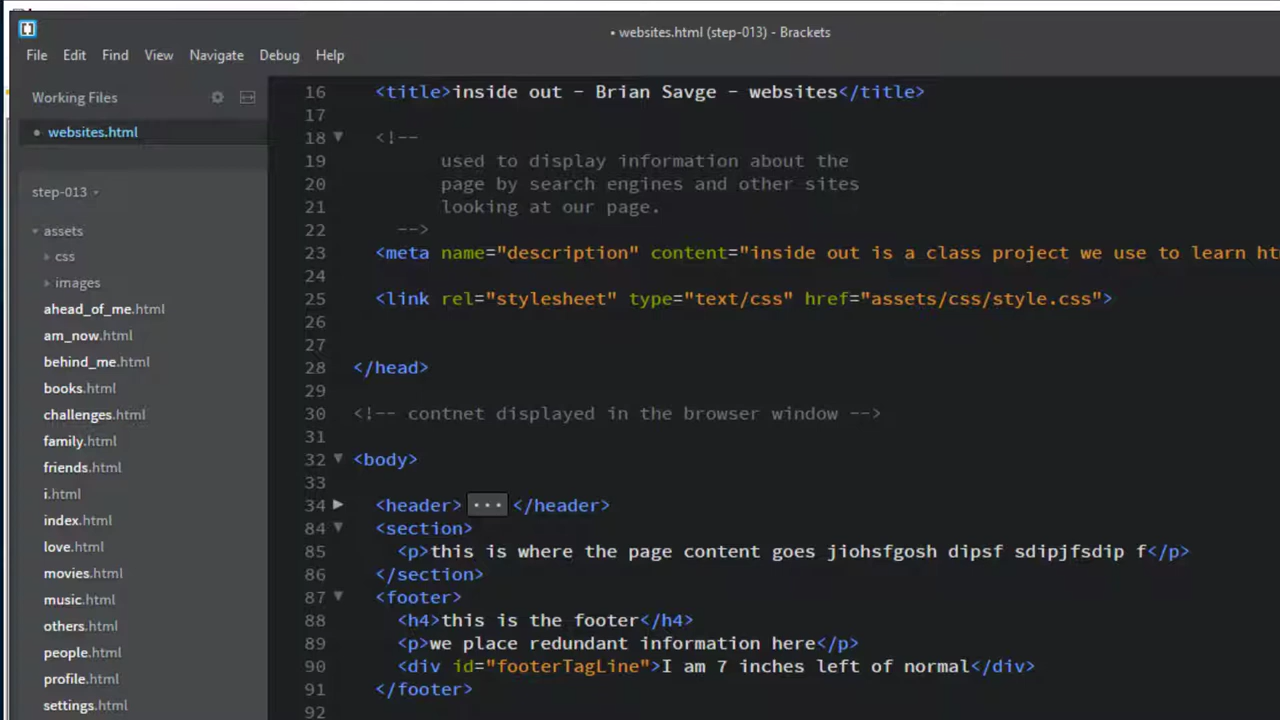 • websites.html (step-013) - Brackets
File Edit Find View Navigate Debug Help
Working Files
• websites.html
step-013
assets
css
images
ahead_of_me.html
am_now.html
behind_me.html
books.html
challenges.html
family.html
friends.html
i.html
index.html
love.html
movies.html
music.html
others.html
people.html
profile.html
settings.html
16 <title>inside out - Brian Savge - websites</title>
17
18 <!--
19 used to display information about the
20 page by search engines and other sites
21 looking at our page.
22 -->
23 <meta name="description" content="inside out is a class project we use to learn ht
24
25 <link rel="stylesheet" type="text/css" href="assets/css/style.css">
26
27
28 </head>
29
30 <!-- contnet displayed in the browser window -->
31
32 <body>
33
34 <header> ... </header>
84 <section>
85 <p>this is where the page content goes jiohsfgosh dipsf sdipjfsdip f</p>
86 </section>
87 <footer>
88 <h4>this is the footer</h4>
89 <p>we place redundant information here</p>
90 <div id="footerTagLine">I am 7 inches left of normal</div>
91 </footer>
92